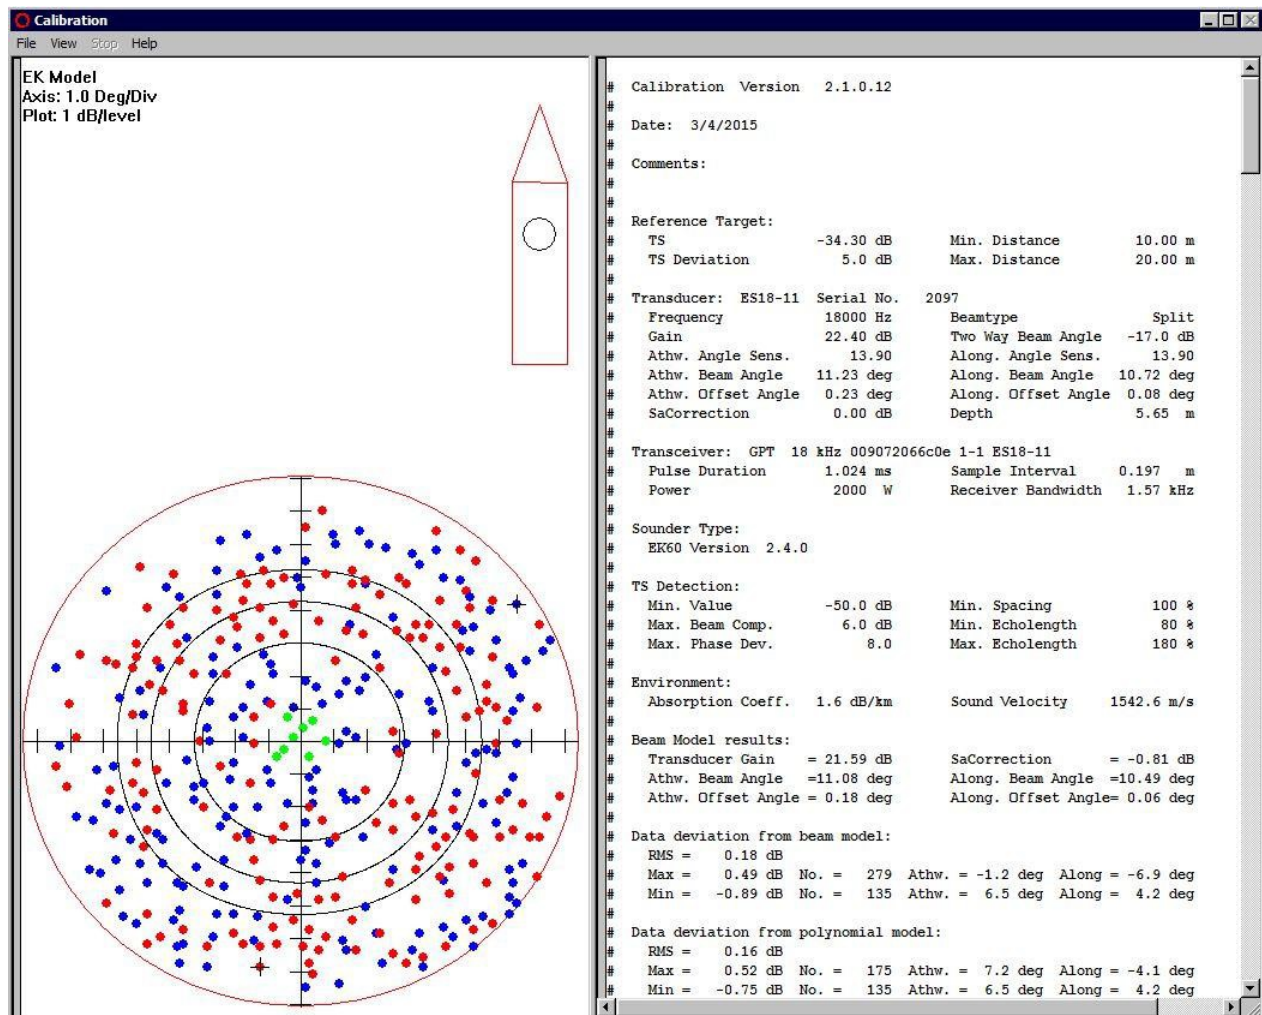 Calibration
File View Stop Help
EK Model
Axis: 1.0 Deg/Div
Plot: 1 dB/level
# Calibration Version 2.1.0.12
#
# Date: 3/4/2015
#
# Comments:
#
#
# Reference Target:
# TS -34.30 dB Min. Distance 10.00 m
# TS Deviation 5.0 dB Max. Distance 20.00 m
#
# Transducer: ES18-11 Serial No. 2097
# Frequency 18000 Hz Beamtype Split
# Gain 22.40 dB Two Way Beam Angle -17.0 dB
# Athw. Angle Sens. 13.90 Along. Angle Sens. 13.90
# Athw. Beam Angle 11.23 deg Along. Beam Angle 10.72 deg
# Athw. Offset Angle 0.23 deg Along. Offset Angle 0.08 deg
# SaCorrection 0.00 dB Depth 5.65 m
#
# Transceiver: GPT 18 kHz 009072066c0e 1-1 ES18-11
# Pulse Duration 1.024 ms Sample Interval 0.197 m
# Power 2000 W Receiver Bandwidth 1.57 kHz
#
# Sounder Type:
# EK60 Version 2.4.0
#
# TS Detection:
# Min. Value -50.0 dB Min. Spacing 100 %
# Max. Beam Comp. 6.0 dB Min. Echolength 80 %
# Max. Phase Dev. 8.0 Max. Echolength 180 %
#
# Environment:
# Absorption Coeff. 1.6 dB/km Sound Velocity 1542.6 m/s
#
# Beam Model results:
# Transducer Gain = 21.59 dB SaCorrection = -0.81 dB
# Athw. Beam Angle =11.08 deg Along. Beam Angle =10.49 deg
# Athw. Offset Angle = 0.18 deg Along. Offset Angle= 0.06 deg
#
# Data deviation from beam model:
# RMS = 0.18 dB
# Max = 0.49 dB No. = 279 Athw. = -1.2 deg Along = -6.9 deg
# Min = -0.89 dB No. = 135 Athw. = 6.5 deg Along = 4.2 deg
#
# Data deviation from polynomial model:
# RMS = 0.16 dB
# Max = 0.52 dB No. = 175 Athw. = 7.2 deg Along = -4.1 deg
# Min = -0.75 dB No. = 135 Athw. = 6.5 deg Along = 4.2 deg